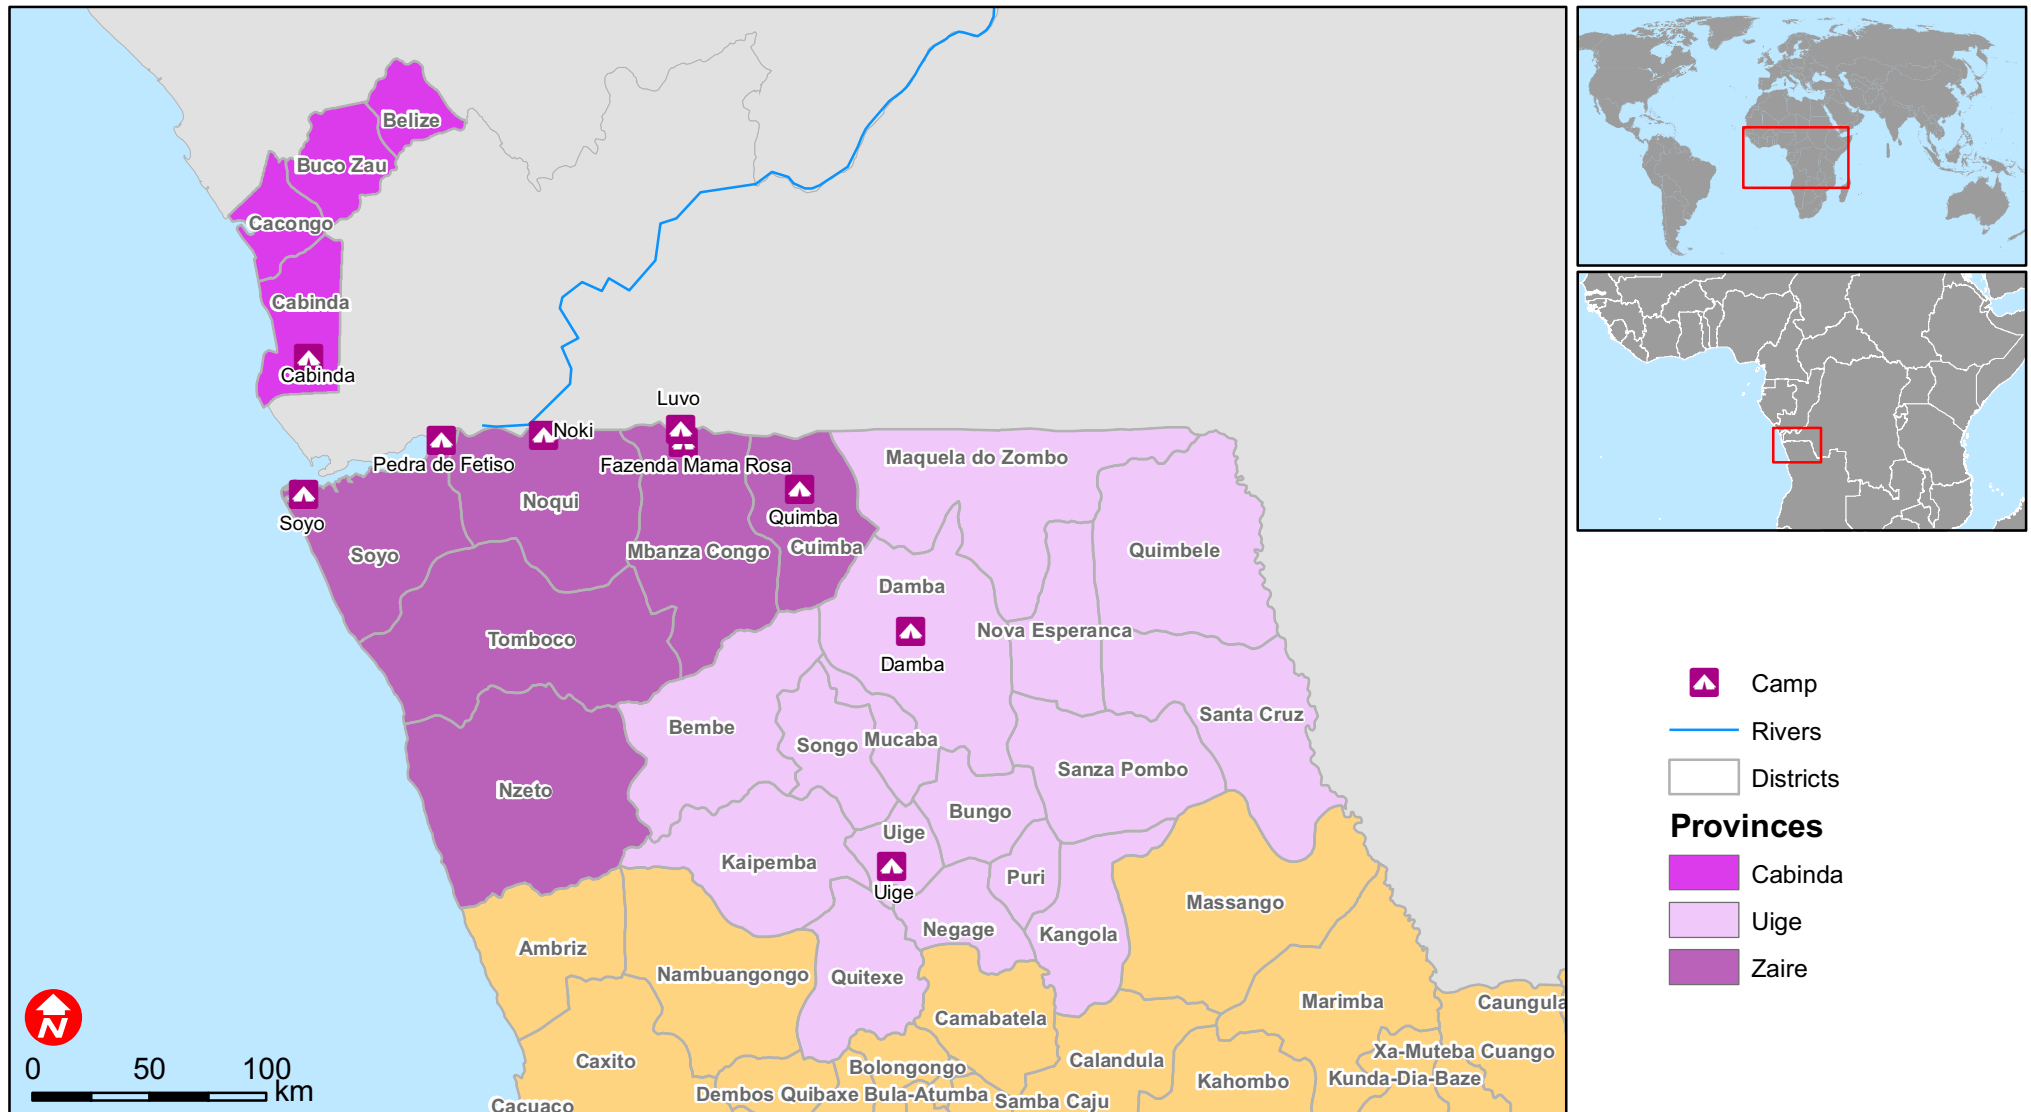 Belize
Buco Zau
Cacongo
Cabinda
Cabinda
Luvo
Noki
Pedra de Fetiso
Fazenda Mama Rosa
Maquela do Zombo
Soyo
Noqui
Quimba
Soyo
Mbanza Congo
Cuimba
Quimbele
Damba
Tomboco
Nova Esperanca
Damba
Bembe
Songo
Mucaba
Santa Cruz
Sanza Pombo
Nzeto
Bungo
Uige
Kaipemba
Uige
Puri
Massango
Negage
Kangola
Ambriz
Nambuangongo
Quitexe
Marimba
Caungula
Camabatela
Caxito
Calandula
Xa-Muteba
Cuango
Bolongongo
Kahombo
Kunda-Dia-Baze
Dembos
Quibaxe
Bula-Atumba
Samba Caju
Cacuaco
N
0 50 100
km
Camp
Rivers
Districts
Provinces
Cabinda
Uige
Zaire